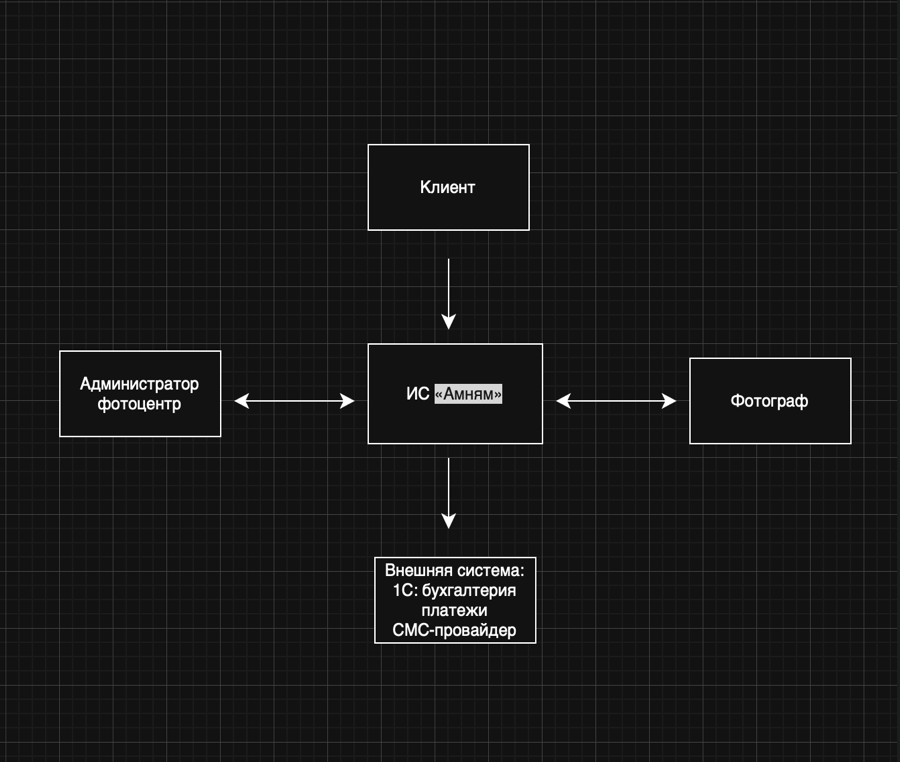 Клиент
Администратор
фотоцентр
ИС «Амням»
Фотограф
Внешняя система:
1С: бухгалтерия
платежи
СМС-провайдер